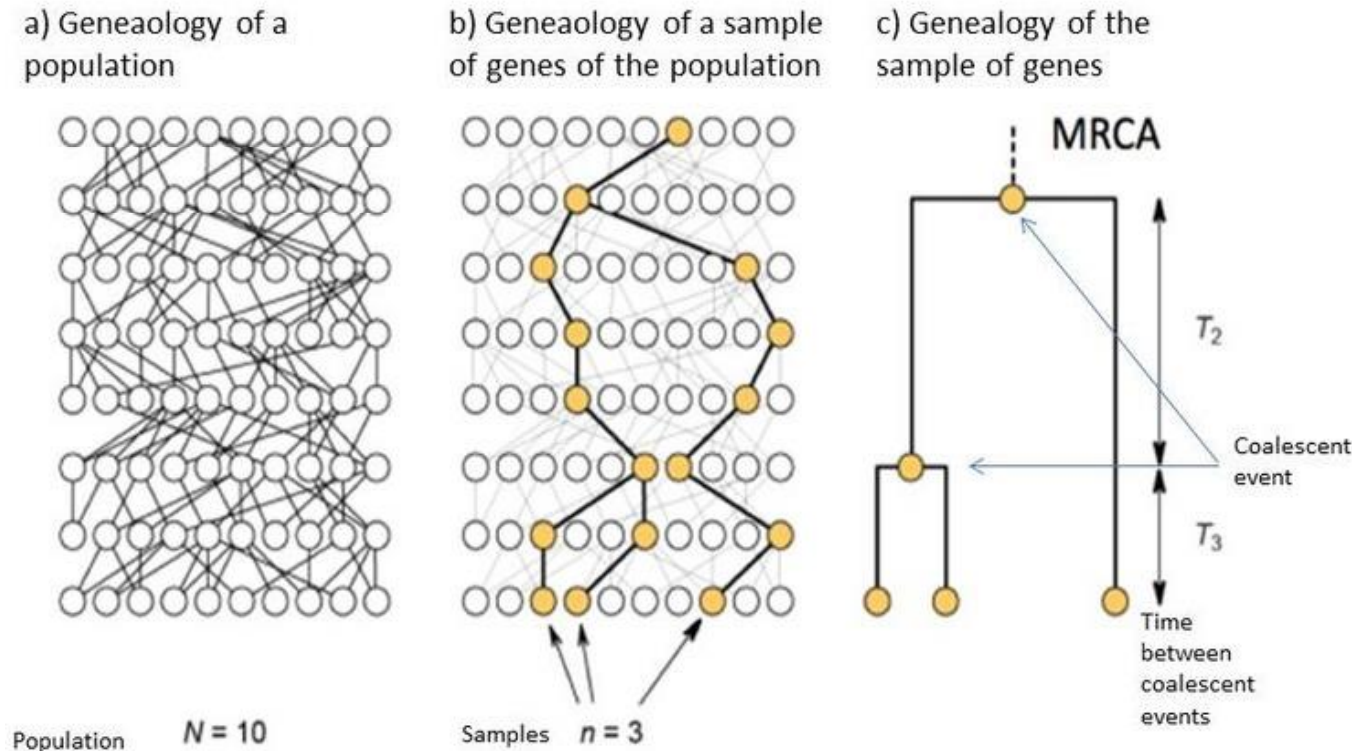 a) Geneaology of a
population
b) Geneaology of a sample
of genes of the population
c) Genealogy of the
sample of genes
MRCA
T2
Coalescent
event
T3
Time
between
coalescent
events
Population N = 10
Samples n = 3